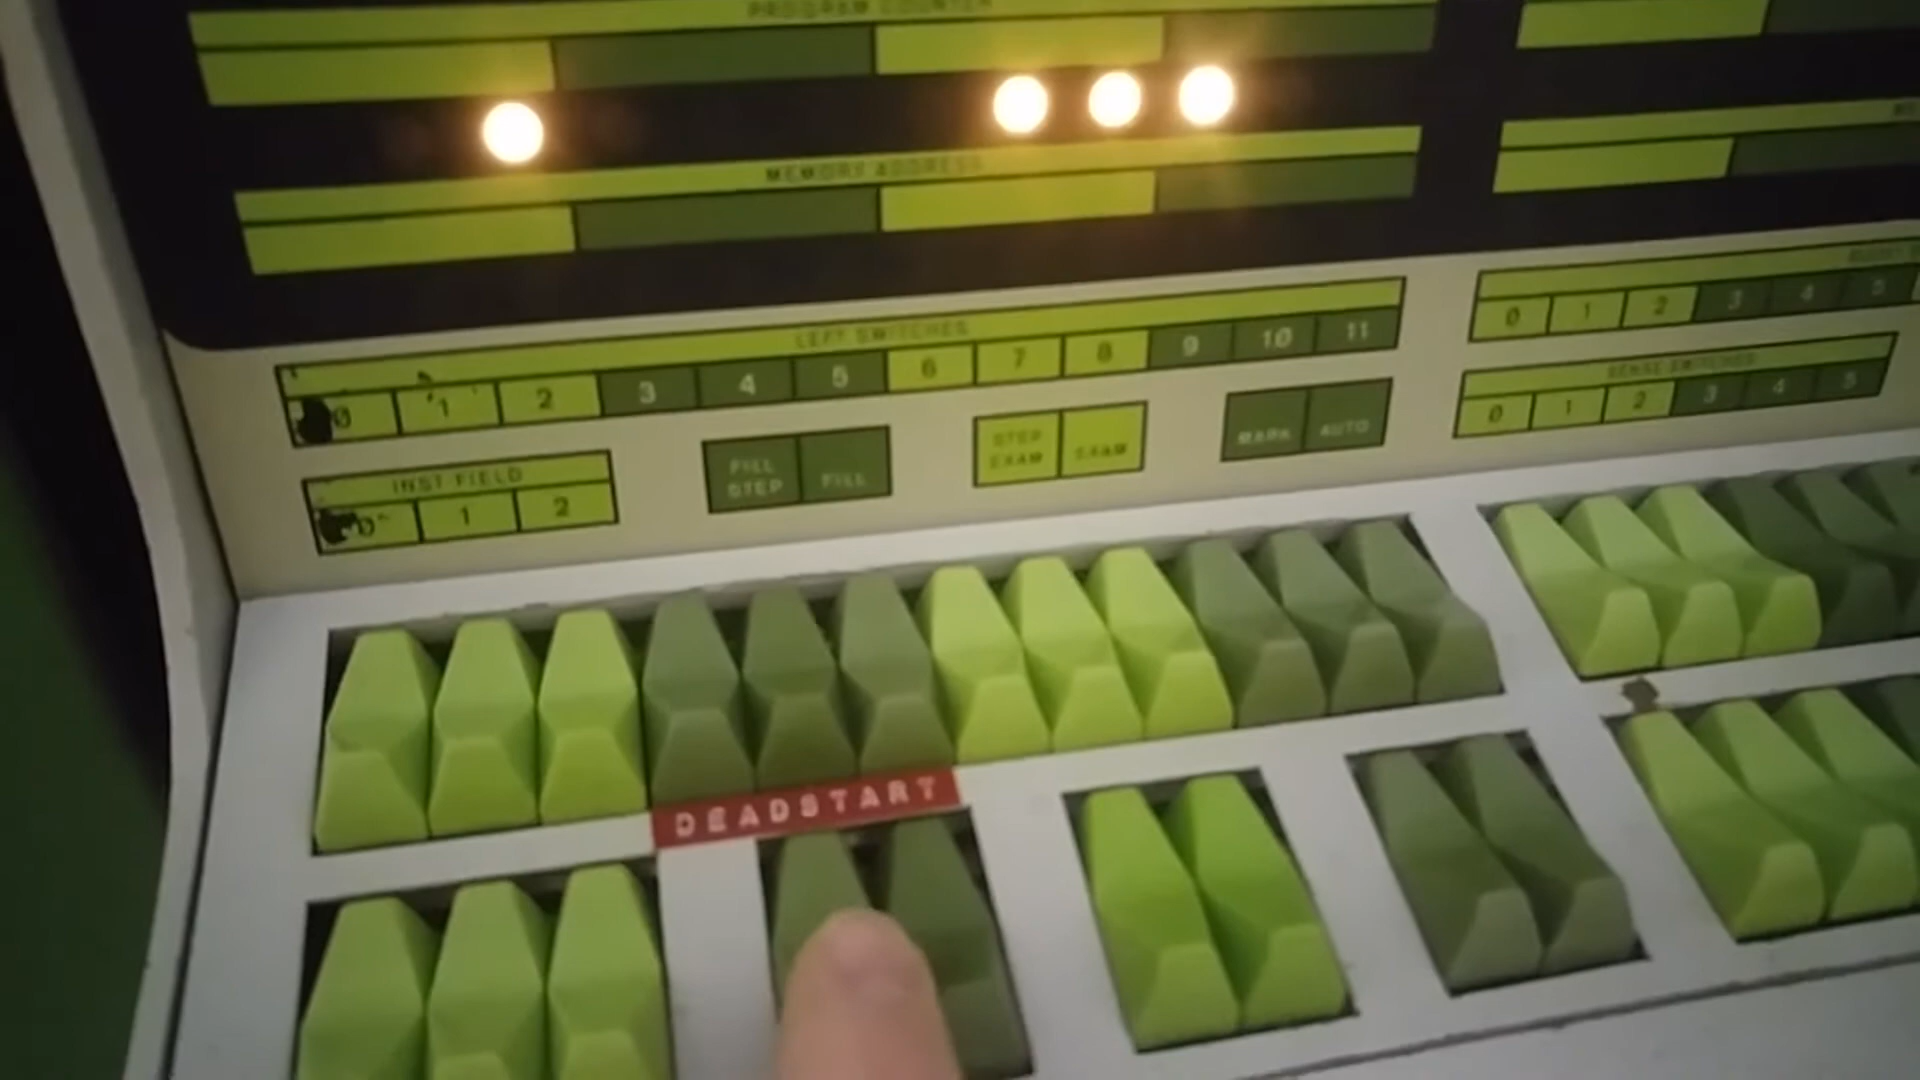 PROGRAM COUNTER
MEMORY ADDRESS
LEFT SWITCHES
0 1 2 3 4 5 6 7 8 9 10 11
0 1 2 3 4 5
SENSE SWITCHES
0 1 2 3 4 5
INST FIELD
0 1 2
FILL STEP
FILL
STEP EXAM
EXAM
MARK
AUTO
DEADSTART